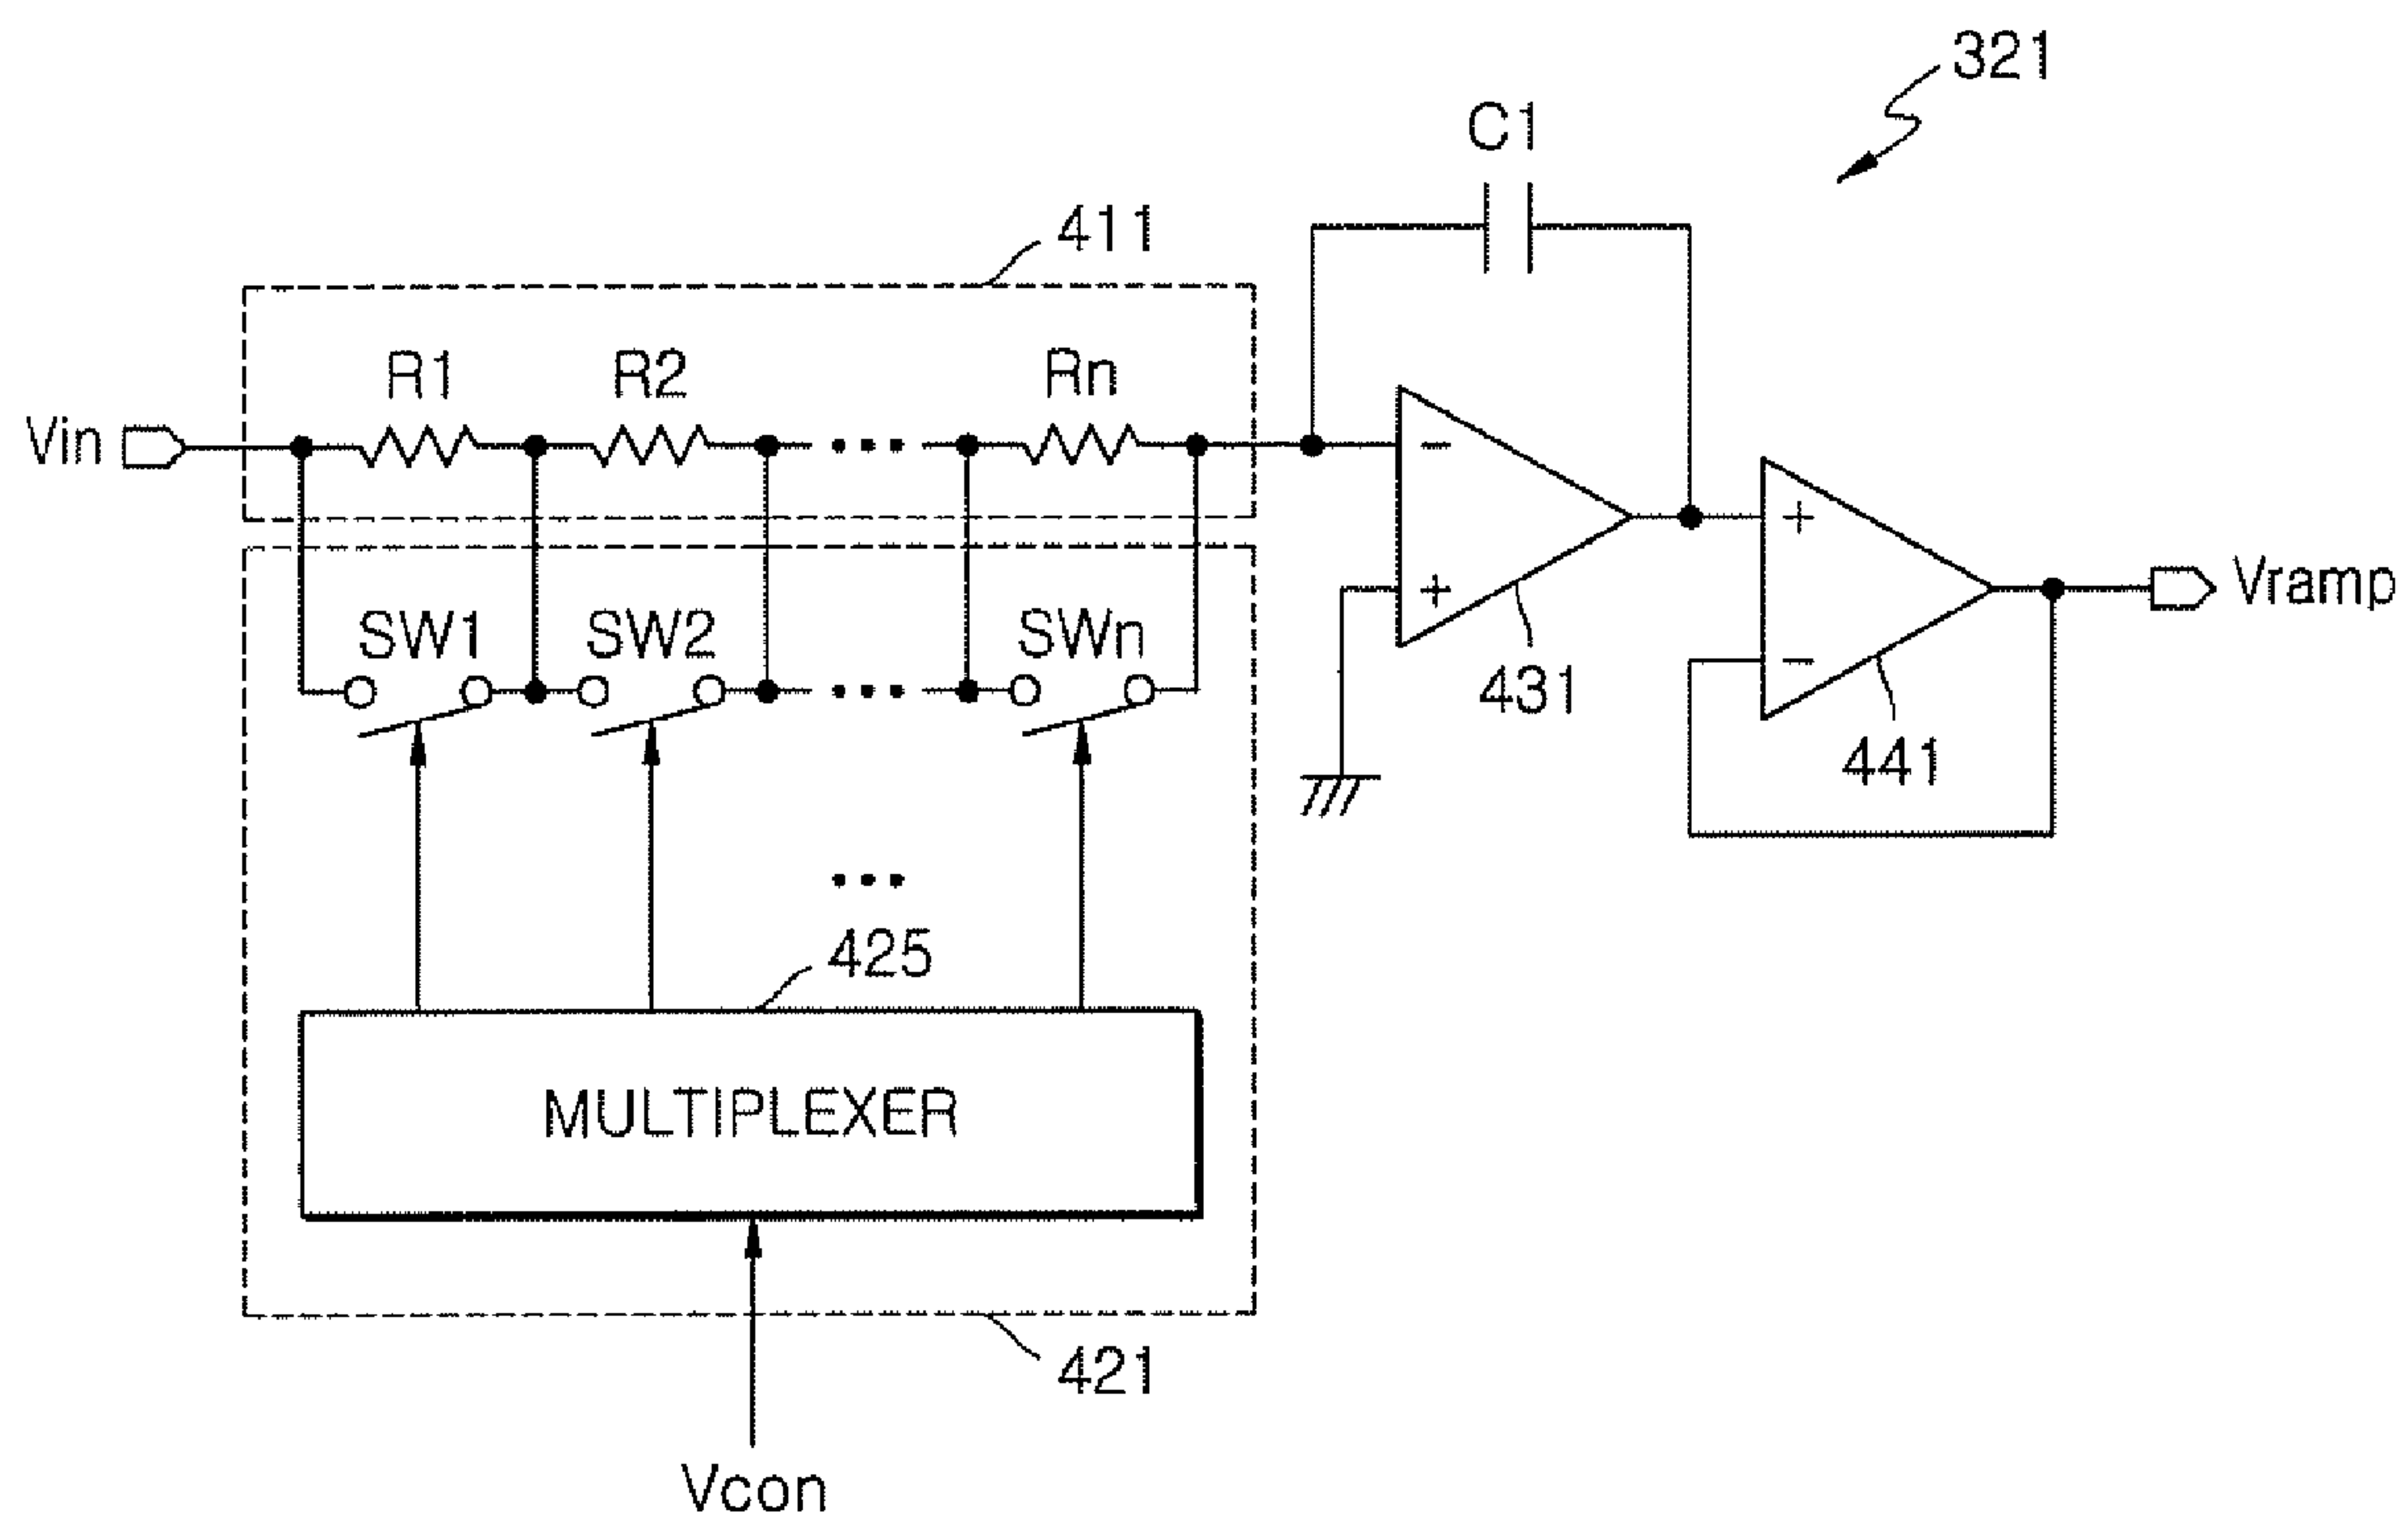 321
C1
411
R1 R2 ... Rn
Vin
− +
+ −
Vramp
SW1 SW2 SWn
...
431
441
...
425
MULTIPLEXER
421
Vcon